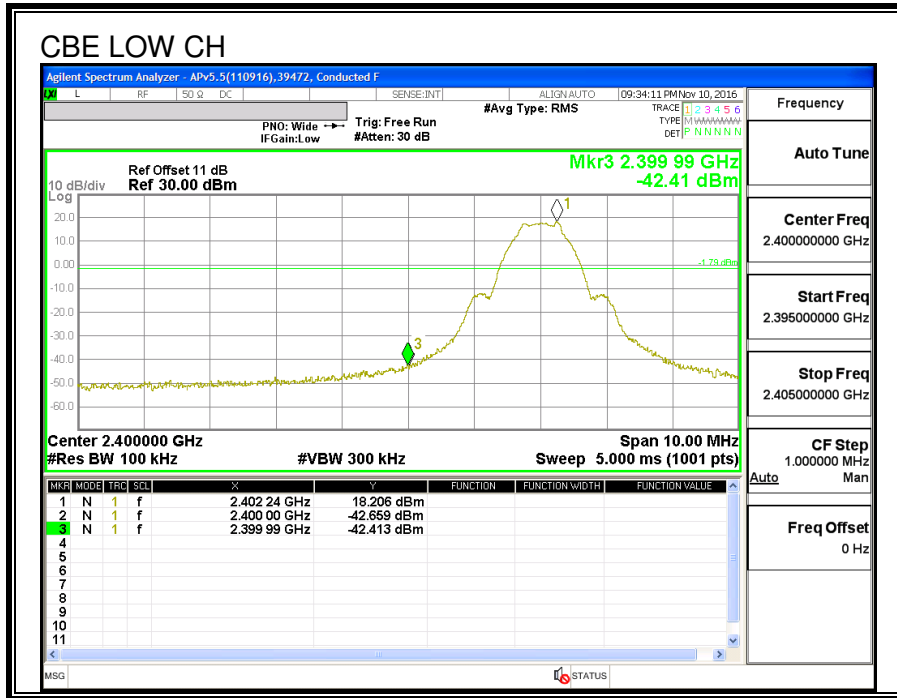 CBE LOW CH
Agilent Spectrum Analyzer - APv5.5(110916),39472, Conducted F
LXI L RF 50 Ω DC SENSE:INT ALIGN AUTO 09:34:11 PM Nov 10, 2016
PNO: Wide
IFGain:Low
Trig: Free Run
#Atten: 30 dB
#Avg Type: RMS
TRACE 1 2 3 4 5 6
TYPE M WWWWW
DET P N N N N N
Mkr3 2.399 99 GHz
-42.41 dBm
Ref Offset 11 dB
10 dB/div Ref 30.00 dBm
Log
20.0
10.0
0.00
-10.0
-20.0
-30.0
-40.0
-50.0
-60.0
1
-1.79 dBm
3
Center 2.400000 GHz Span 10.00 MHz
#Res BW 100 kHz #VBW 300 kHz Sweep 5.000 ms (1001 pts)
MKR MODE TRC SCL X Y FUNCTION FUNCTION WIDTH FUNCTION VALUE
1 N 1 f 2.402 24 GHz 18.206 dBm
2 N 1 f 2.400 00 GHz -42.659 dBm
3 N 1 f 2.399 99 GHz -42.413 dBm
4
5
6
7
8
9
10
11
MSG STATUS
Frequency
Auto Tune
Center Freq
2.400000000 GHz
Start Freq
2.395000000 GHz
Stop Freq
2.405000000 GHz
CF Step
1.000000 MHz
Auto Man
Freq Offset
0 Hz